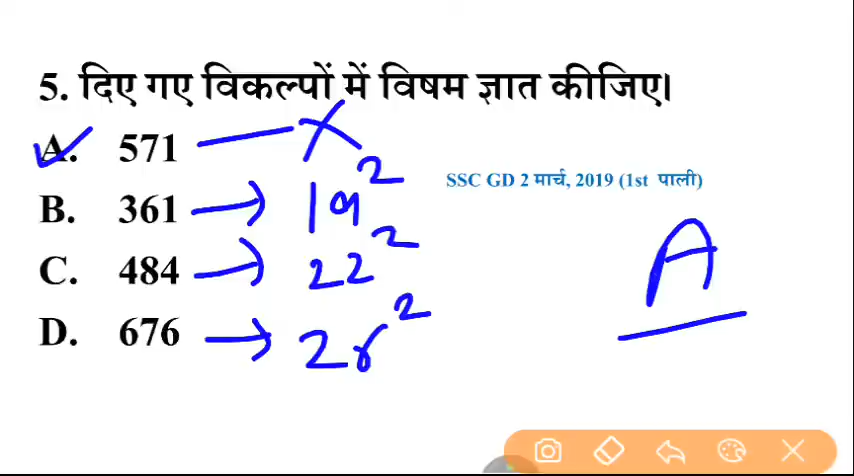 5. दिए गए विकल्पों में विषम ज्ञात कीजिए।
A. 571 X
SSC GD 2 मार्च, 2019 (1st पाली)
B. 361 → 19²
C. 484 → 22²
D. 676 → 26²
A